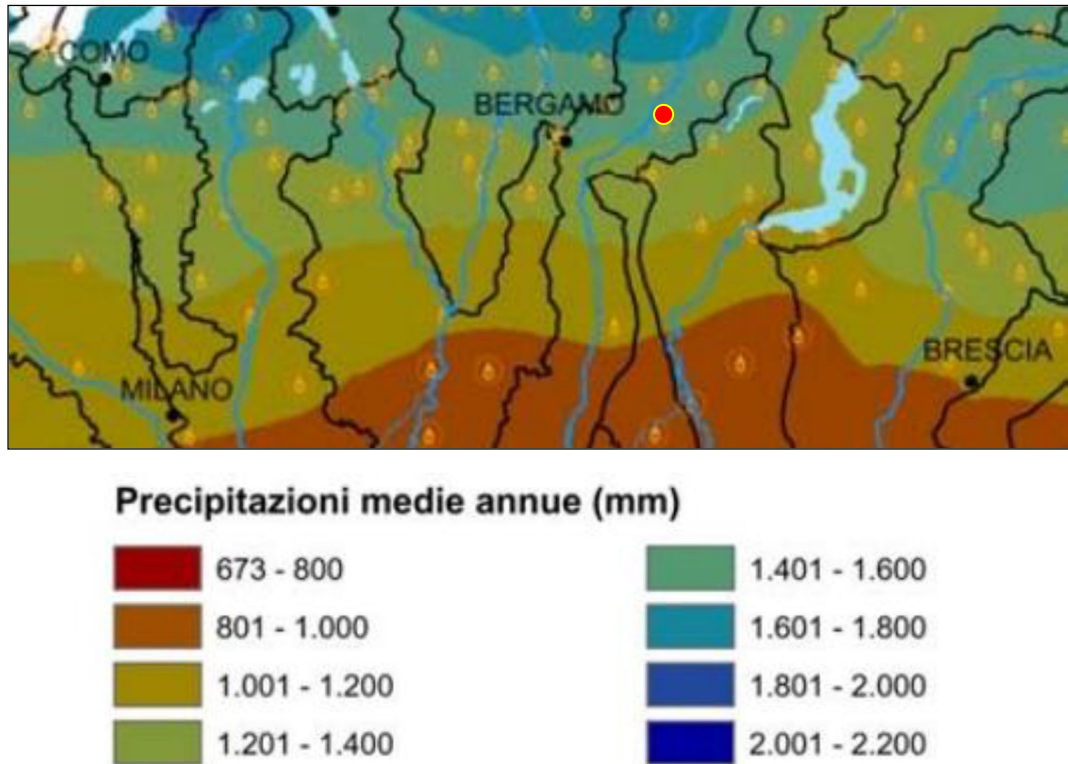 COMO
BERGAMO
BRESCIA
MILANO
Precipitazioni medie annue (mm)
673 - 800
801 - 1.000
1.001 - 1.200
1.201 - 1.400
1.401 - 1.600
1.601 - 1.800
1.801 - 2.000
2.001 - 2.200